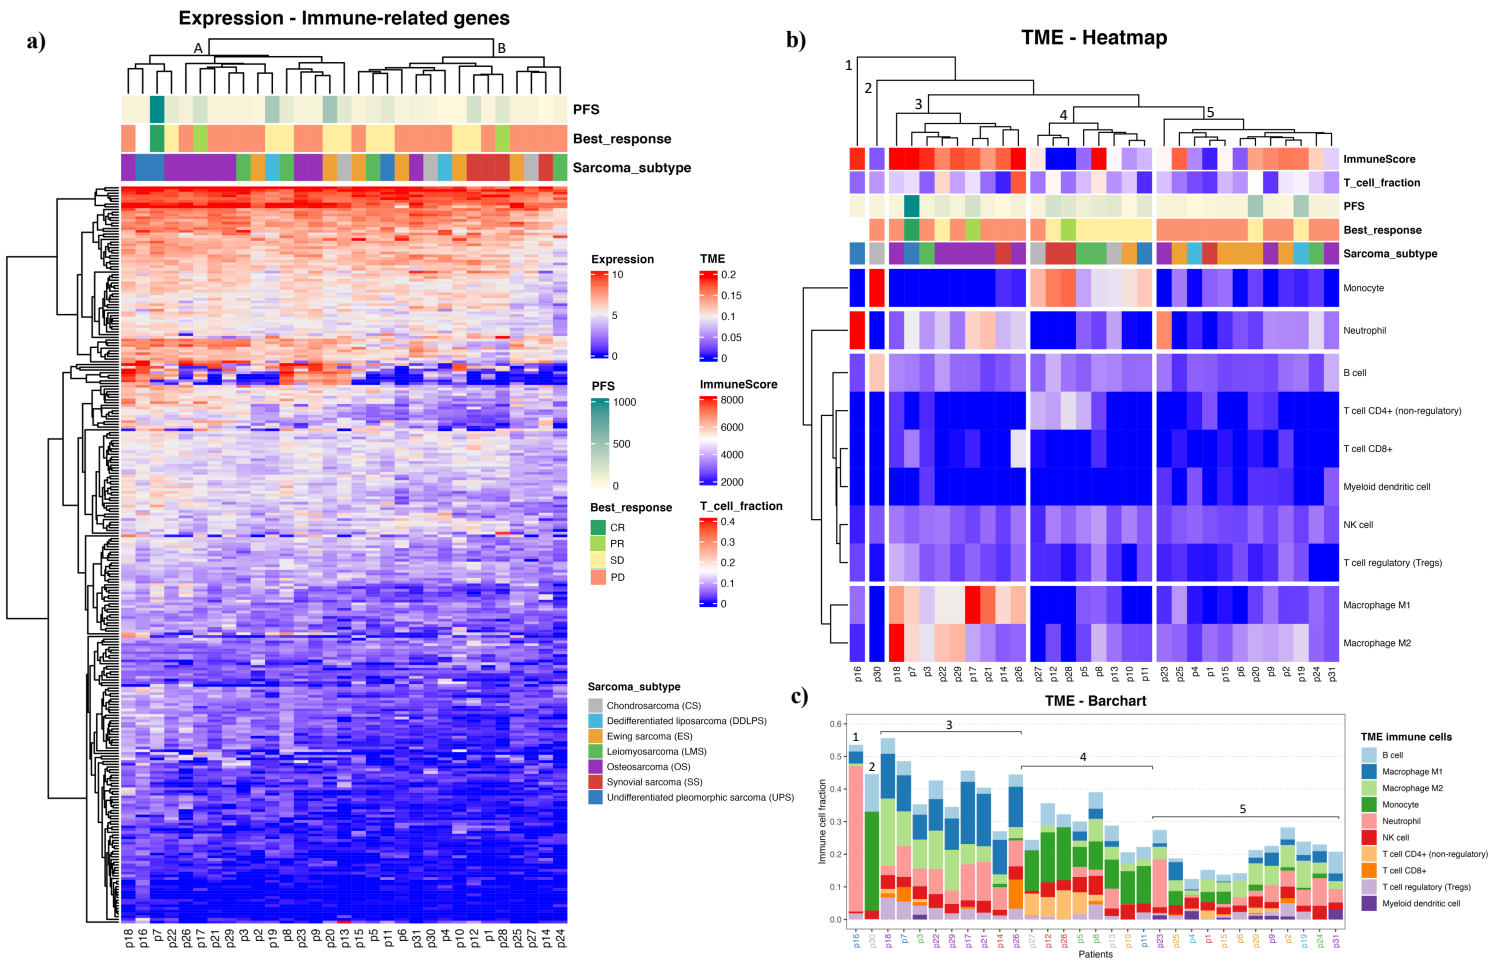 Expression - Immune-related genes
a)
A
B
PFS
Best_response
Sarcoma_subtype
Expression
10
5
0
TME
0.2
0.15
0.1
0.05
0
PFS
1000
500
0
ImmuneScore
8000
6000
4000
2000
Best_response
CR
PR
SD
PD
T_cell_fraction
0.4
0.3
0.2
0.1
0
Sarcoma_subtype
Chondrosarcoma (CS)
Dedifferentiated liposarcoma (DDLPS)
Ewing sarcoma (ES)
Leiomyosarcoma (LMS)
Osteosarcoma (OS)
Synovial sarcoma (SS)
Undifferentiated pleomorphic sarcoma (UPS)
p18 p16 p7 p22 p26 p17 p21 p29 p3 p2 p19 p8 p23 p9 p20 p13 p15 p5 p11 p6 p31 p30 p4 p10 p12 p1 p28 p25 p27 p14 p24
b)
TME - Heatmap
1
2
3
4
5
ImmuneScore
T_cell_fraction
PFS
Best_response
Sarcoma_subtype
Monocyte
Neutrophil
B cell
T cell CD4+ (non-regulatory)
T cell CD8+
Myeloid dendritic cell
NK cell
T cell regulatory (Tregs)
Macrophage M1
Macrophage M2
p16 p30 p18 p7 p3 p22 p29 p17 p21 p14 p26 p27 p12 p28 p5 p8 p13 p10 p11 p23 p25 p4 p1 p15 p6 p20 p9 p2 p19 p24 p31
c)
TME - Barchart
0.6
0.5
0.4
0.3
0.2
0.1
0.0
Immune cell fraction
1
2
3
4
5
p16 p30 p18 p7 p3 p22 p29 p17 p21 p14 p26 p27 p12 p28 p5 p8 p13 p10 p11 p23 p25 p4 p1 p15 p6 p20 p9 p2 p19 p24 p31
Patients
TME immune cells
B cell
Macrophage M1
Macrophage M2
Monocyte
Neutrophil
NK cell
T cell CD4+ (non-regulatory)
T cell CD8+
T cell regulatory (Tregs)
Myeloid dendritic cell